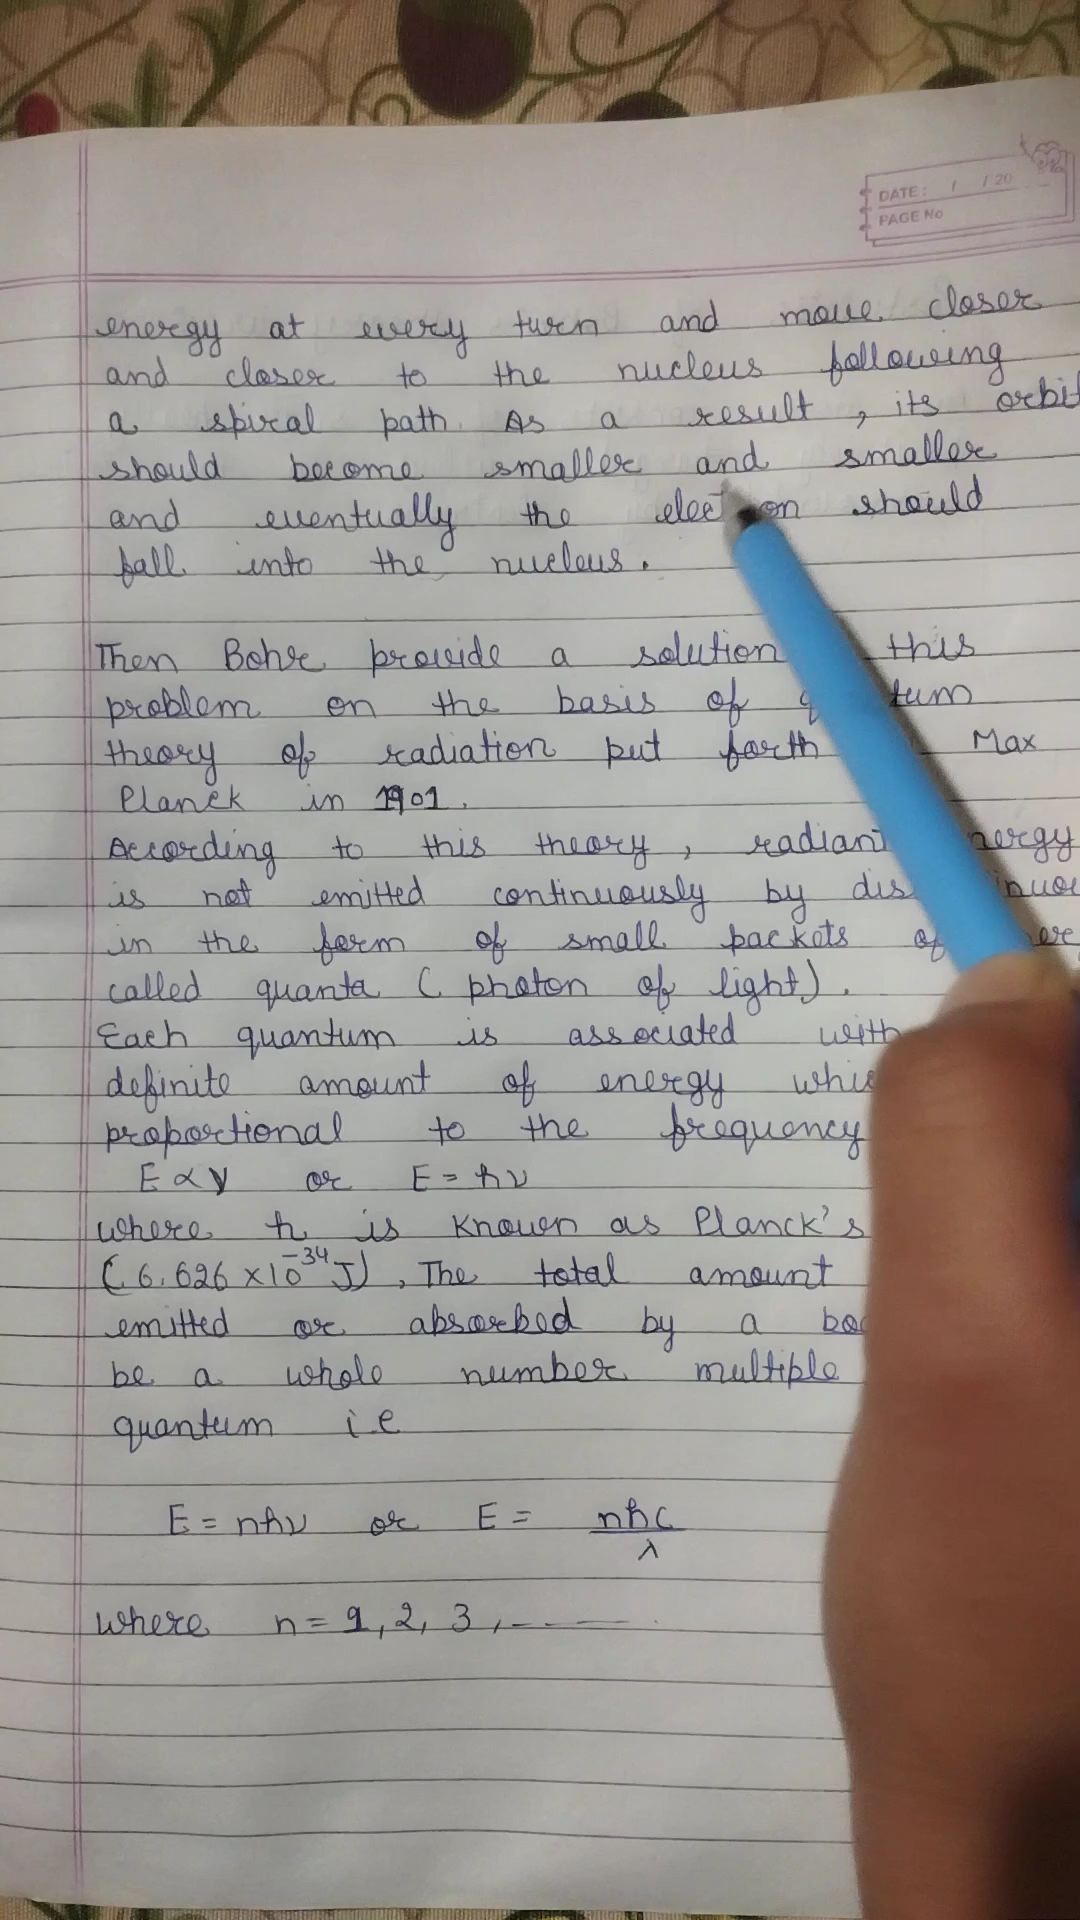 DATE: / / 20
PAGE No
energy at every turn and move closer
and closer to the nucleus following
a spiral path. As a result, its orbit
should become smaller and smaller
and eventually the should
fall into the nucleus.
Then Bohr provide a solution this
problem on the basis of
theory of radiation put forth Max
Planck in 1901.
According to this theory, radiant
is not emitted continuously by
in the form of small packets
called quanta (photon of light).
Each quantum is associated with
definite amount of energy
proportional to the frequency
E ∝ ν or E = hν
where h is known as Planck's
(6.626 × 10⁻³⁴ J). The total amount
emitted or absorbed by a
be a whole number multiple
quantum i.e
E = nhν or E = nhc
λ
where n = 1, 2, 3, -----